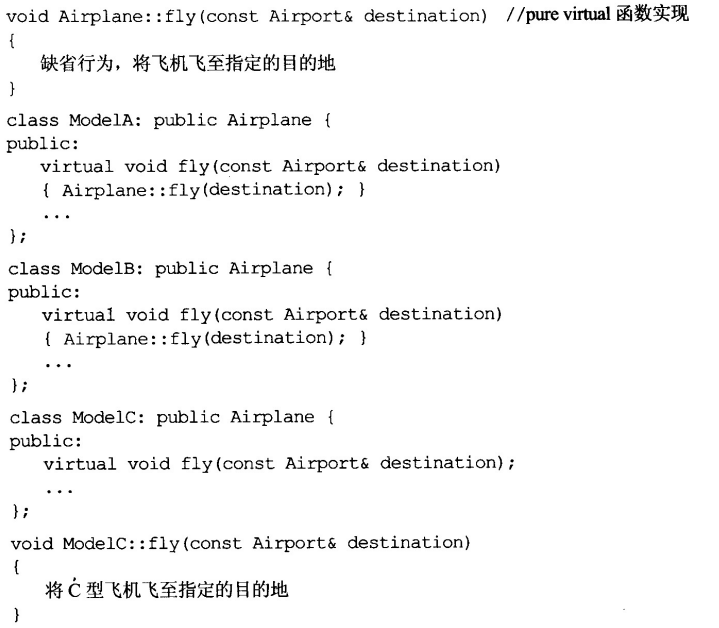 void Airplane::fly(const Airport& destination) //pure virtual 函数实现
{
缺省行为，将飞机飞至指定的目的地
}
class ModelA: public Airplane {
public:
virtual void fly(const Airport& destination)
{ Airplane::fly(destination); }
...
};
class ModelB: public Airplane {
public:
virtual void fly(const Airport& destination)
{ Airplane::fly(destination); }
...
};
class ModelC: public Airplane {
public:
virtual void fly(const Airport& destination);
...
};
void ModelC::fly(const Airport& destination)
{
将 C 型飞机飞至指定的目的地
}